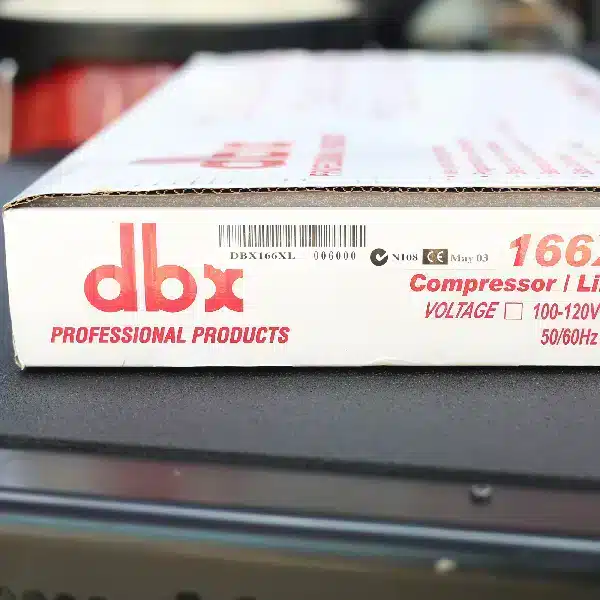 dbx
PROFESSIONAL PRODUCTS
DBX166XL 006000
N108 CE May 03
166X
Compressor / Li
VOLTAGE 100-120V
50/60Hz